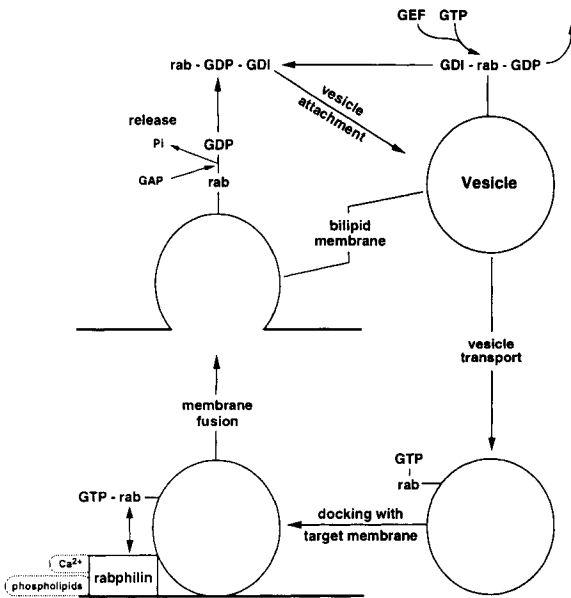 GEF GTP
rab - GDP - GDI
GDI - rab - GDP
vesicle
attachment
release
Pi
GDP
GAP
rab
Vesicle
bilipid
membrane
vesicle
transport
membrane
fusion
GTP
rab
GTP - rab
docking with
target membrane
Ca2+
rabphilin
phospholipids